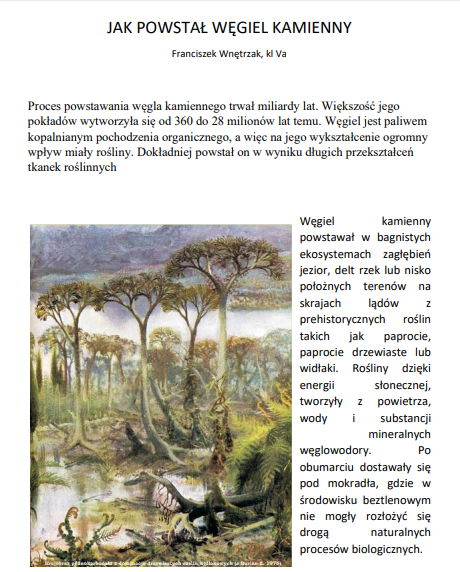 JAK POWSTAŁ WĘGIEL KAMIENNY
Franciszek Wnętrzak, kl Va
Proces powstawania węgla kamiennego trwał miliardy lat. Większość jego
pokładów wytworzyła się od 360 do 28 milionów lat temu. Węgiel jest paliwem
kopalnianym pochodzenia organicznego, a więc na jego wykształcenie ogromny
wpływ miały rośliny. Dokładniej powstał on w wyniku długich przekształceń
tkanek roślinnych
Węgiel kamienny
powstawał w bagnistych
ekosystemach zagłębień
jezior, delt rzek lub nisko
położnych terenów na
skrajach lądów z
prehistorycznych roślin
takich jak paprocie,
paprocie drzewiaste lub
widłaki. Rośliny dzięki
energii słonecznej,
tworzyły z powietrza,
wody i substancji
mineralnych
węglowodory. Po
obumarciu dostawały się
pod mokradła, gdzie w
środowisku beztlenowym
nie mogły rozłożyć się
drogą naturalnych
procesów biologicznych.